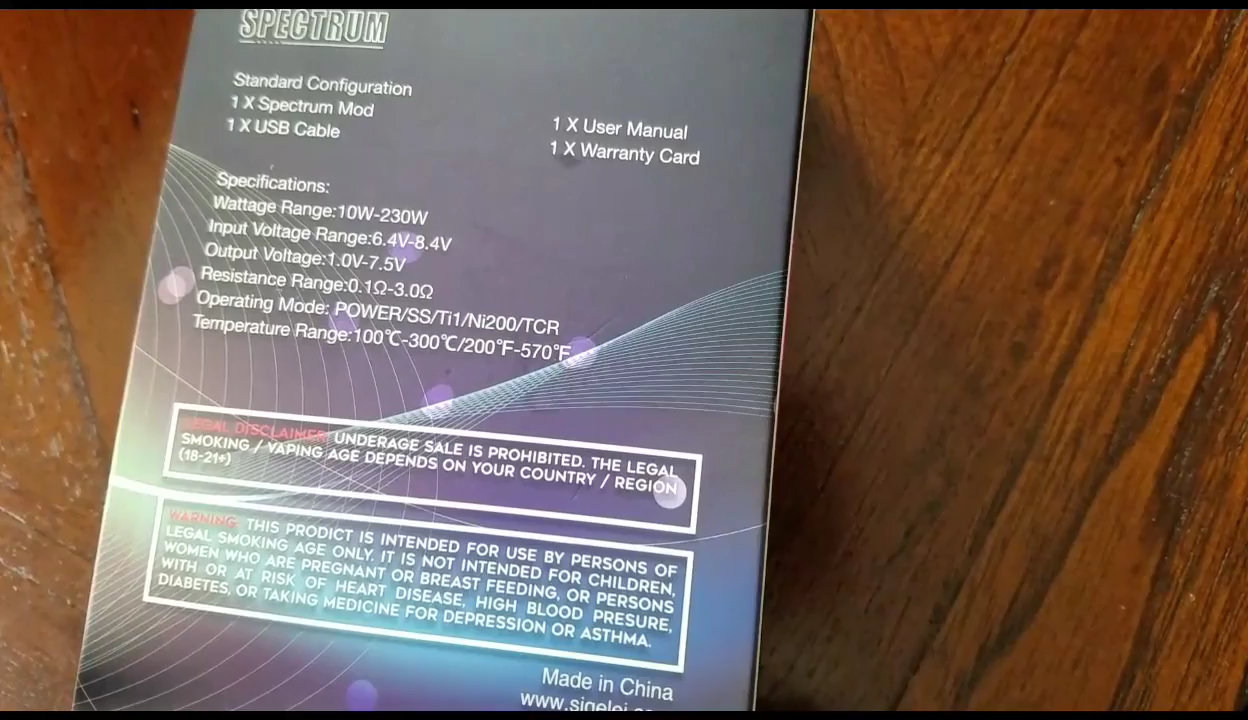 SPECTRUM
Standard Configuration
1 X Spectrum Mod
1 X USB Cable
1 X User Manual
1 X Warranty Card
Specifications:
Wattage Range:10W-230W
Input Voltage Range:6.4V-8.4V
Output Voltage:1.0V-7.5V
Resistance Range:0.1Ω-3.0Ω
Operating Mode: POWER/SS/Ti1/Ni200/TCR
Temperature Range:100℃-300℃/200℉-570℉
LEGAL DISCLAIMER: UNDERAGE SALE IS PROHIBITED. THE LEGAL
SMOKING / VAPING AGE DEPENDS ON YOUR COUNTRY / REGION
(18-21+)
WARNING: THIS PRODICT IS INTENDED FOR USE BY PERSONS OF
LEGAL SMOKING AGE ONLY. IT IS NOT INTENDED FOR CHILDREN,
WOMEN WHO ARE PREGNANT OR BREAST FEEDING, OR PERSONS
WITH OR AT RISK OF HEART DISEASE, HIGH BLOOD PRESURE,
DIABETES, OR TAKING MEDICINE FOR DEPRESSION OR ASTHMA.
Made in China